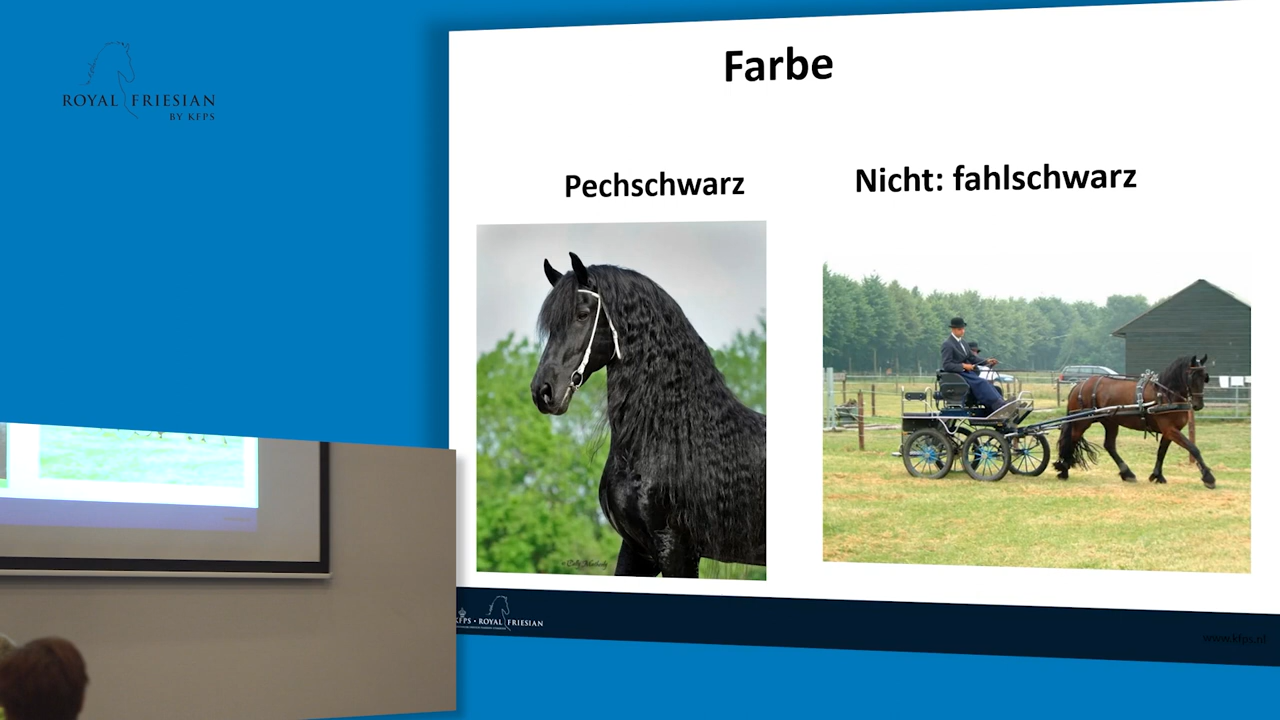 ROYAL FRIESIAN
BY KFPS
Farbe
Pechschwarz
Nicht: fahlschwarz
KFPS • ROYAL FRIESIAN
www.kfps.nl